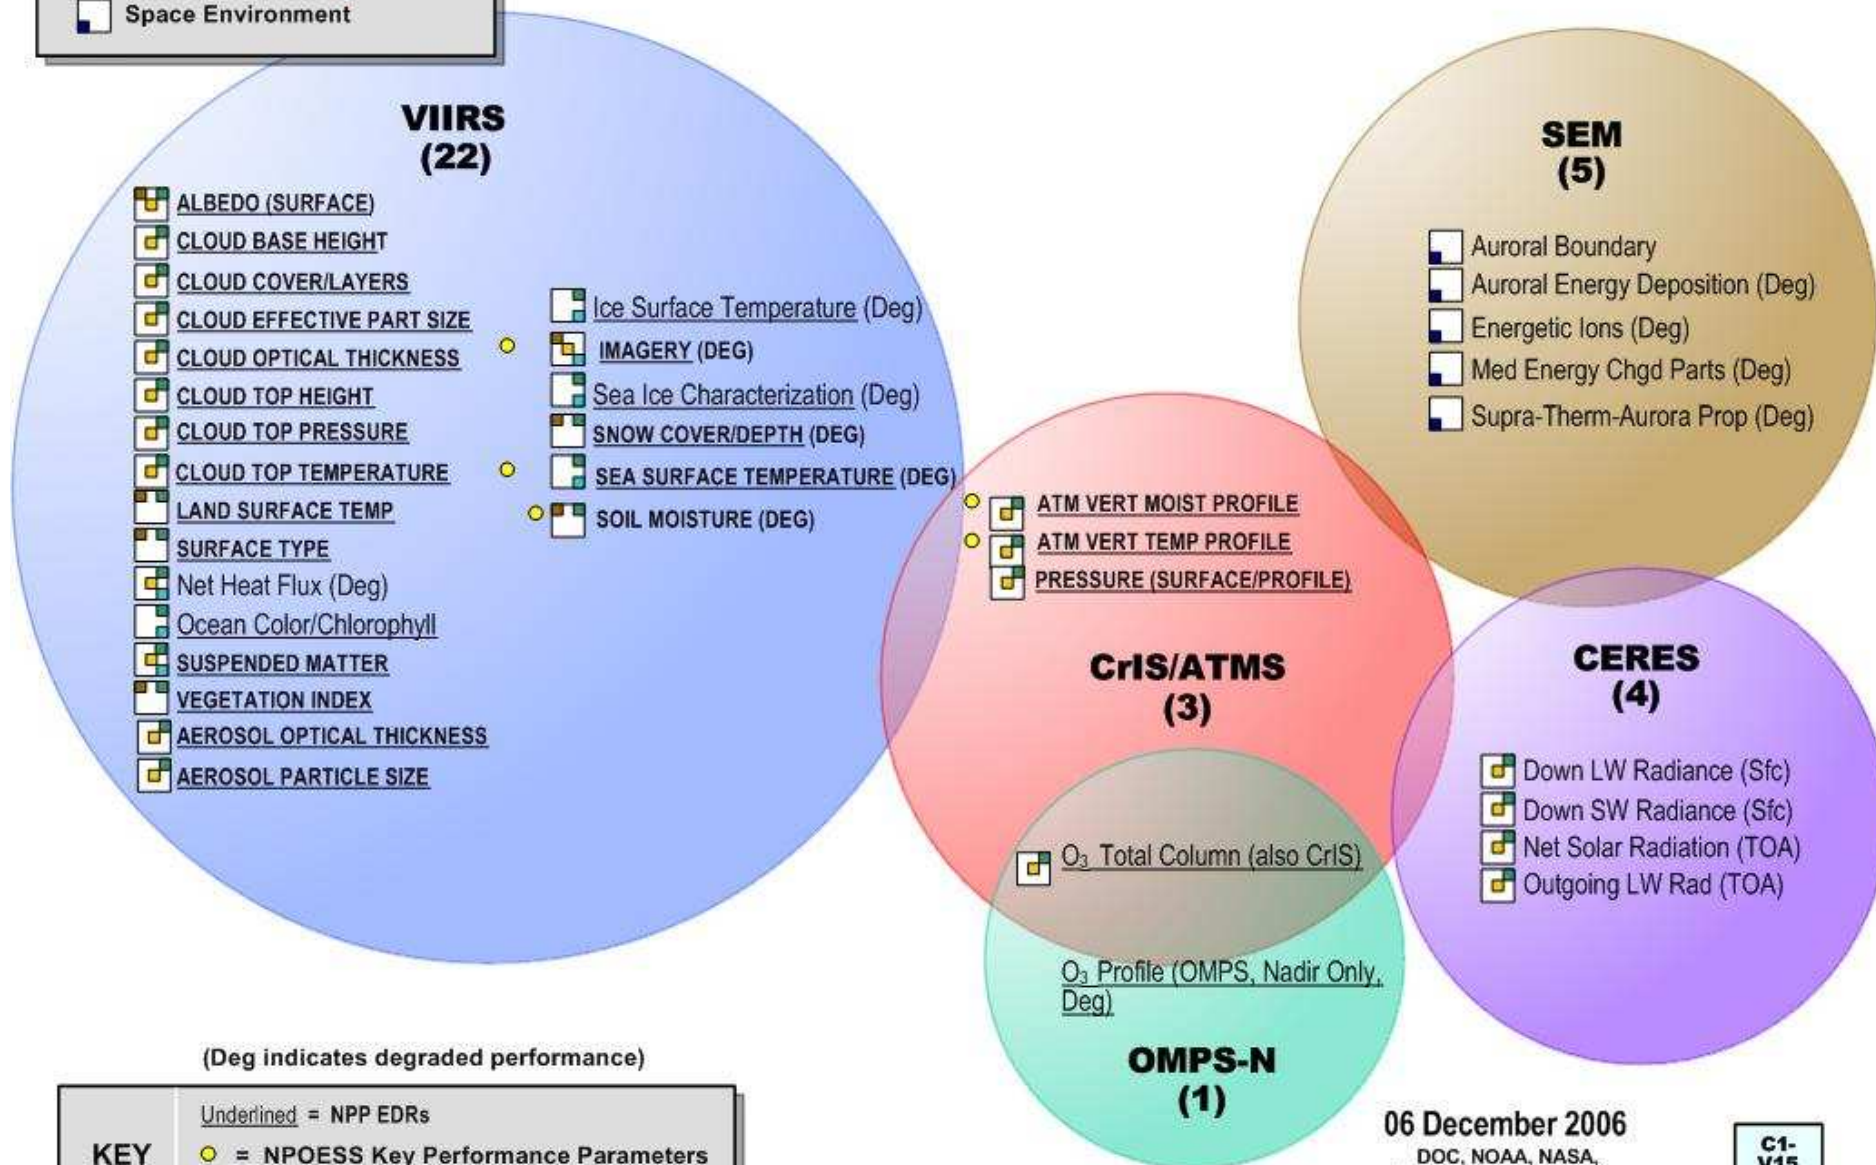 Space Environment
VIIRS
(22)
ALBEDO (SURFACE)
CLOUD BASE HEIGHT
CLOUD COVER/LAYERS
CLOUD EFFECTIVE PART SIZE
CLOUD OPTICAL THICKNESS
CLOUD TOP HEIGHT
CLOUD TOP PRESSURE
CLOUD TOP TEMPERATURE
LAND SURFACE TEMP
SURFACE TYPE
Net Heat Flux (Deg)
Ocean Color/Chlorophyll
SUSPENDED MATTER
VEGETATION INDEX
AEROSOL OPTICAL THICKNESS
AEROSOL PARTICLE SIZE
Ice Surface Temperature (Deg)
IMAGERY (DEG)
Sea Ice Characterization (Deg)
SNOW COVER/DEPTH (DEG)
SEA SURFACE TEMPERATURE (DEG)
SOIL MOISTURE (DEG)
SEM
(5)
Auroral Boundary
Auroral Energy Deposition (Deg)
Energetic Ions (Deg)
Med Energy Chgd Parts (Deg)
Supra-Therm-Aurora Prop (Deg)
ATM VERT MOIST PROFILE
ATM VERT TEMP PROFILE
PRESSURE (SURFACE/PROFILE)
CrIS/ATMS
(3)
CERES
(4)
Down LW Radiance (Sfc)
Down SW Radiance (Sfc)
Net Solar Radiation (TOA)
Outgoing LW Rad (TOA)
O₃ Total Column (also CrIS)
O₃ Profile (OMPS, Nadir Only,
Deg)
OMPS-N
(1)
(Deg indicates degraded performance)
KEY
Underlined = NPP EDRs
= NPOESS Key Performance Parameters
06 December 2006
DOC, NOAA, NASA,
C1-
V15